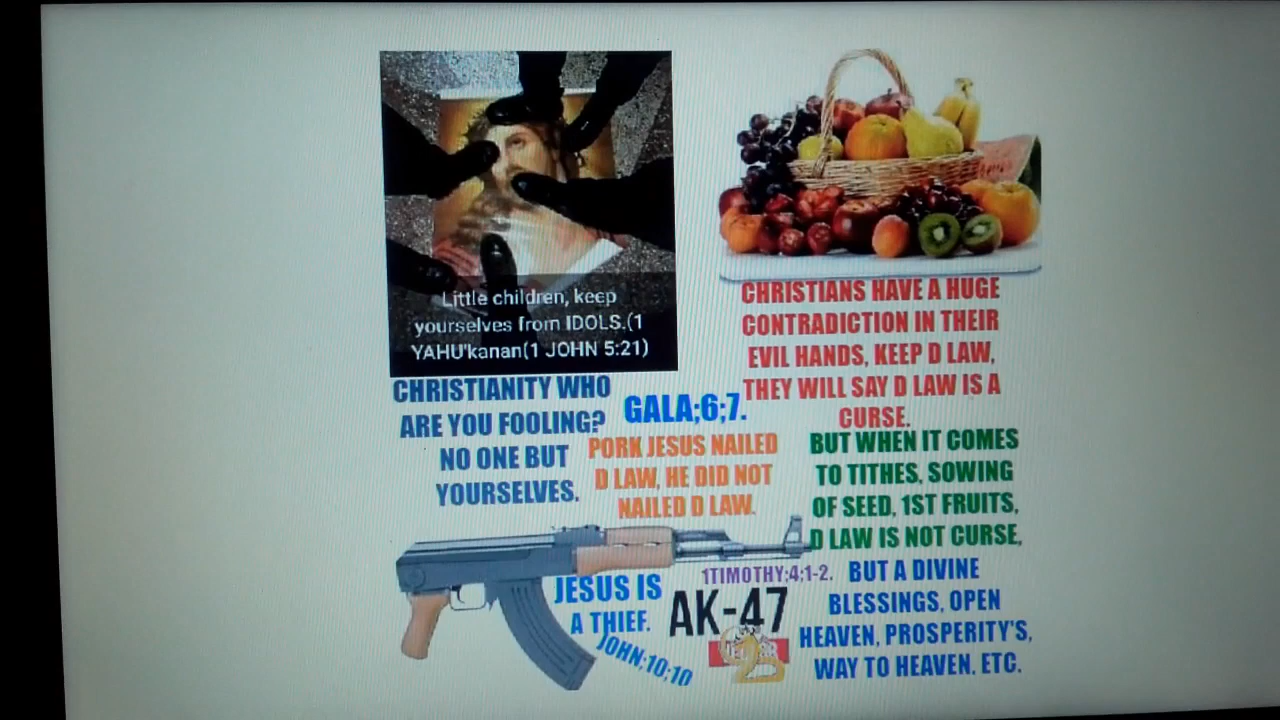 Little children, keep
yourselves from IDOLS.(1
YAHU'kanan(1 JOHN 5:21)
CHRISTIANITY WHO
ARE YOU FOOLING?
NO ONE BUT
YOURSELVES.
GALA;6;7.
PORK JESUS NAILED
D LAW, HE DID NOT
NAILED D LAW.
CHRISTIANS HAVE A HUGE
CONTRADICTION IN THEIR
EVIL HANDS, KEEP D LAW,
THEY WILL SAY D LAW IS A
CURSE.
BUT WHEN IT COMES
TO TITHES, SOWING
OF SEED, 1ST FRUITS,
D LAW IS NOT CURSE,
BUT A DIVINE
BLESSINGS, OPEN
HEAVEN, PROSPERITY'S,
WAY TO HEAVEN. ETC.
1TIMOTHY;4:1-2.
JESUS IS
A THIEF.
JOHN;10;10
AK-47